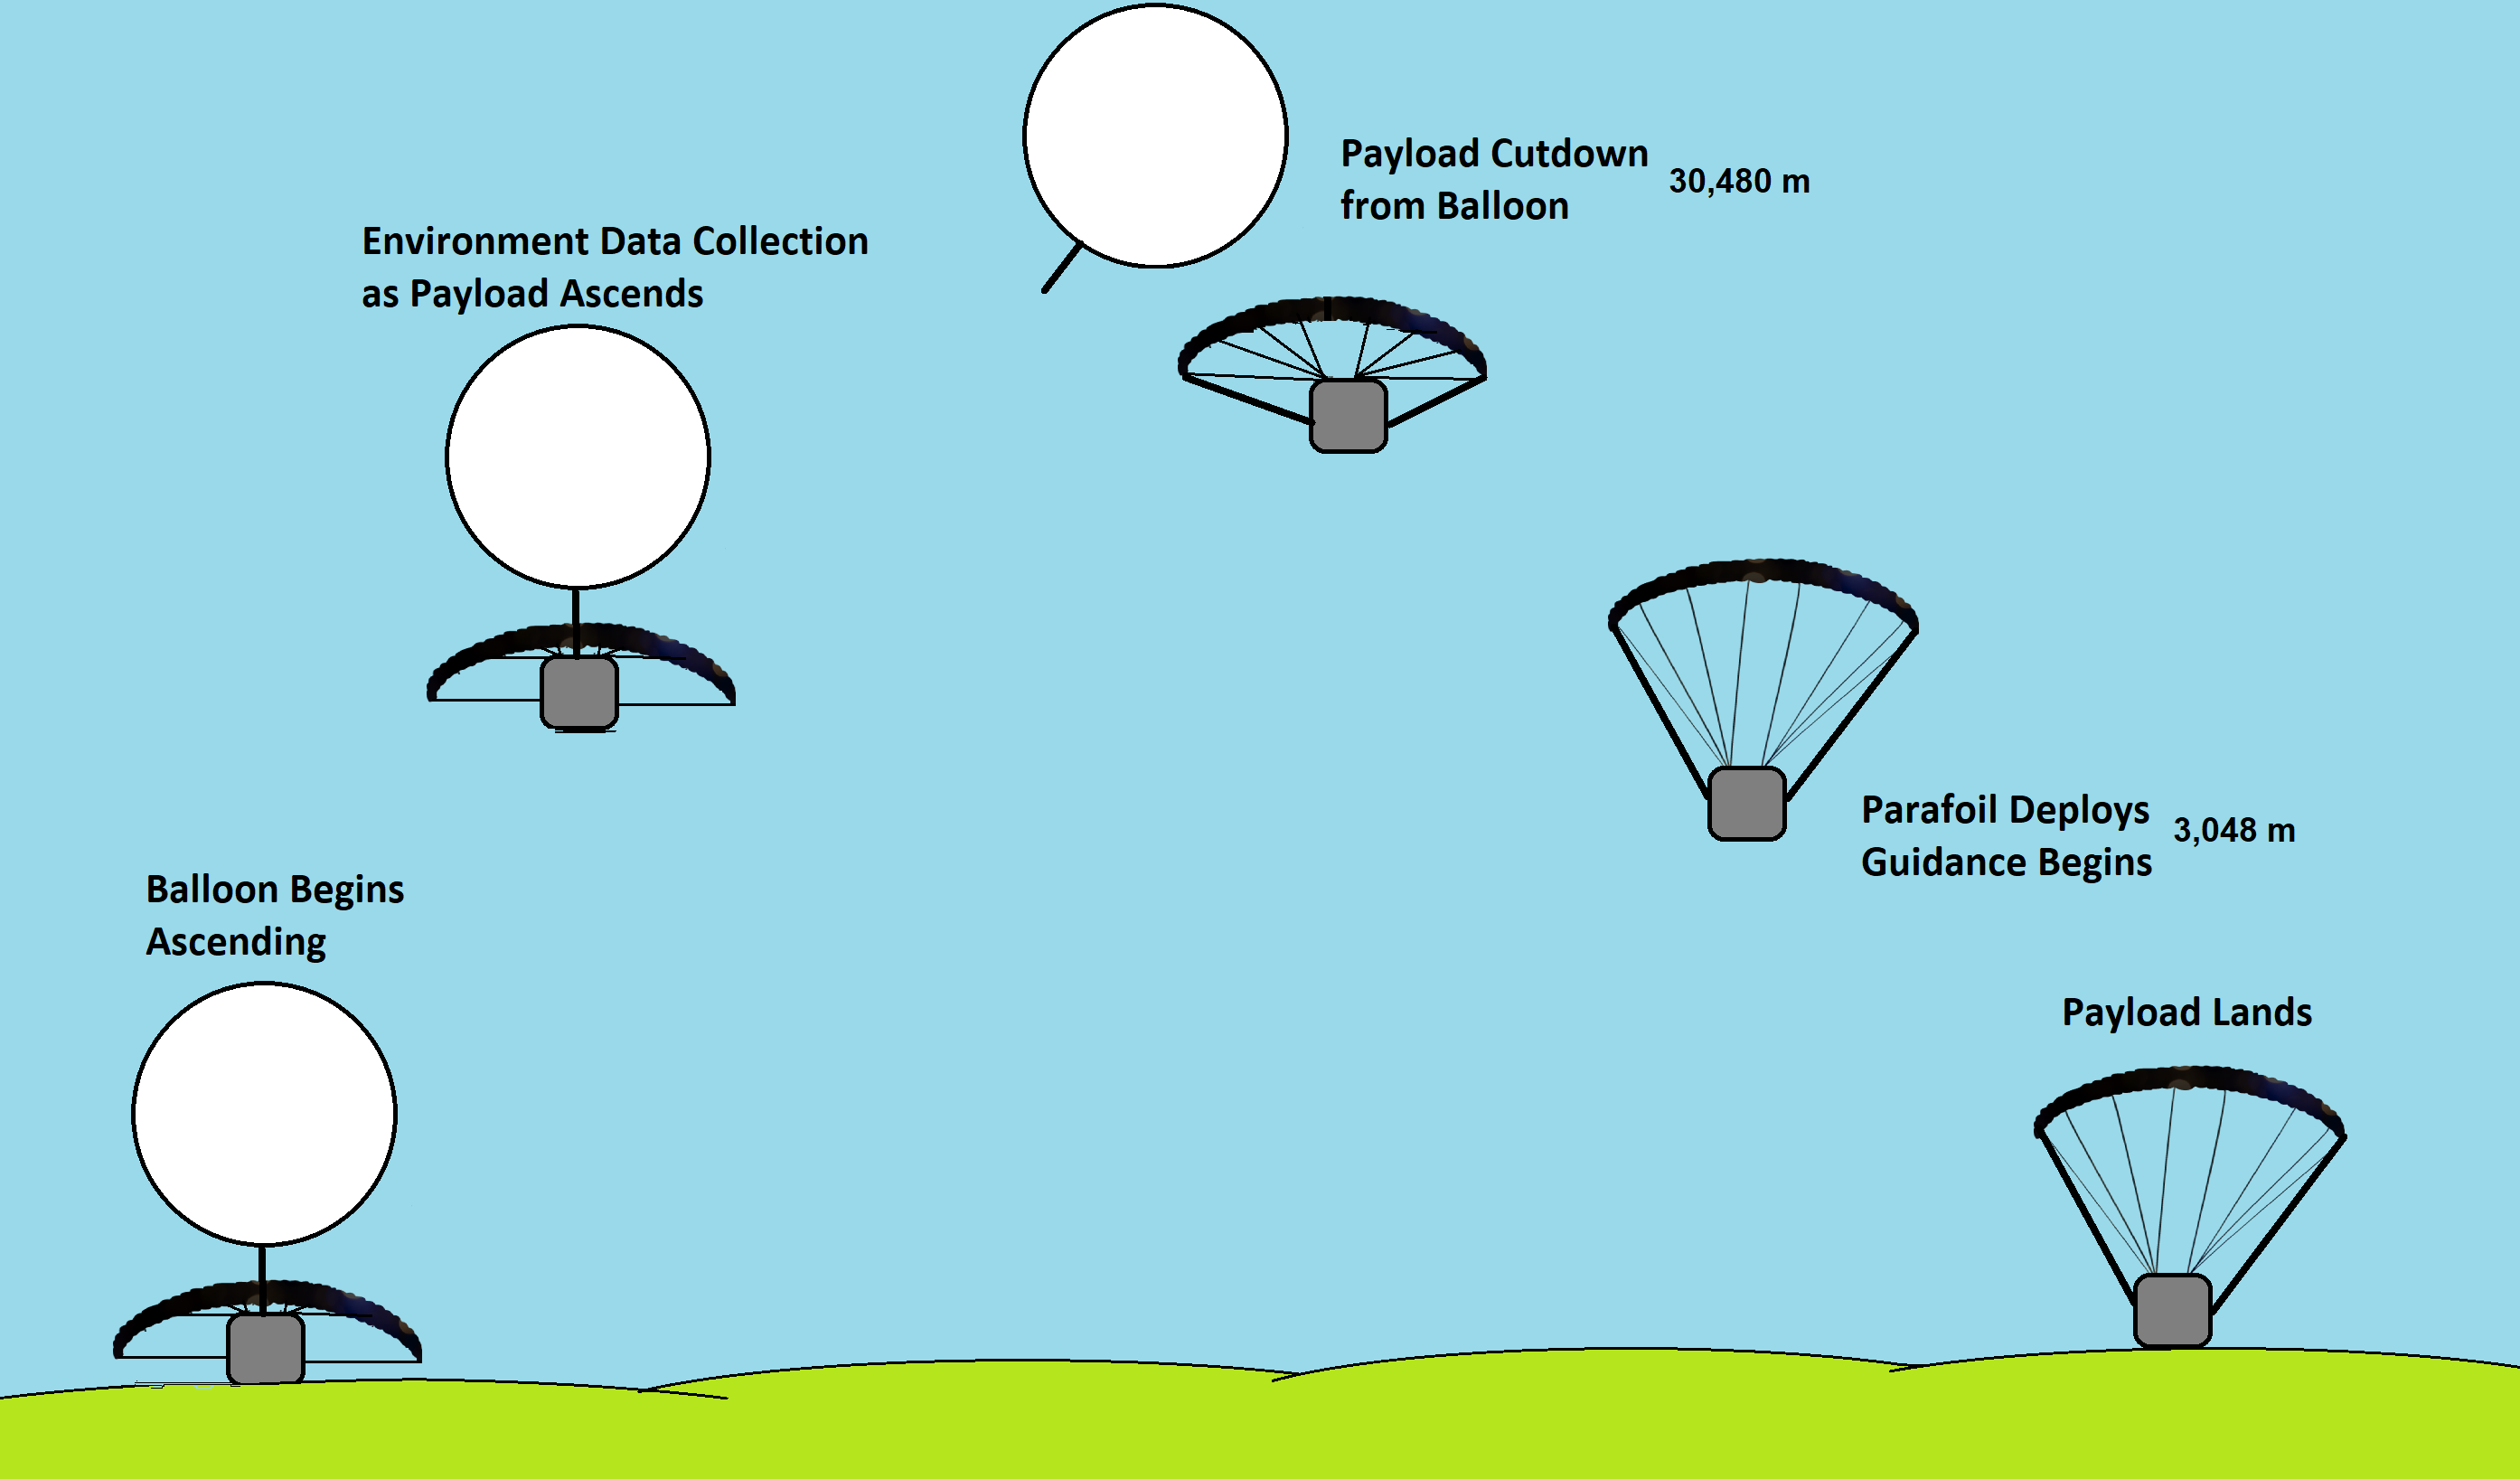 Payload Cutdown
from Balloon
30,480 m
Environment Data Collection
as Payload Ascends
Parafoil Deploys
Guidance Begins
3,048 m
Balloon Begins
Ascending
Payload Lands